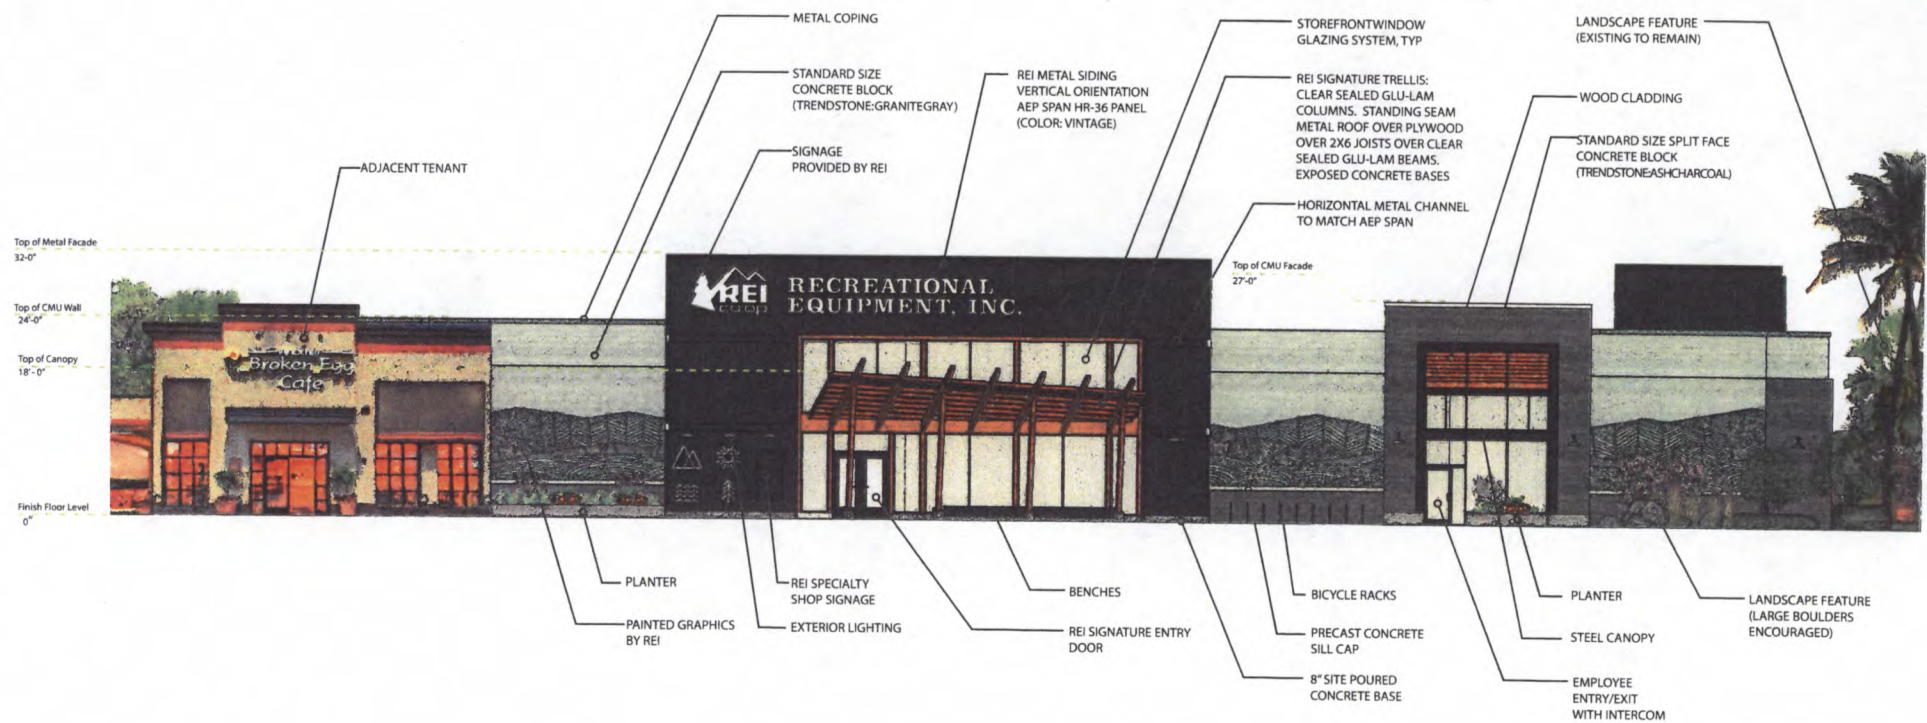 METAL COPING
STANDARD SIZE
CONCRETE BLOCK
(TRENDSTONE:GRANITEGRAY)
SIGNAGE
PROVIDED BY REI
ADJACENT TENANT
REI METAL SIDING
VERTICAL ORIENTATION
AEP SPAN HR-36 PANEL
(COLOR: VINTAGE)
STOREFRONTWINDOW
GLAZING SYSTEM, TYP
REI SIGNATURE TRELLIS:
CLEAR SEALED GLU-LAM
COLUMNS. STANDING SEAM
METAL ROOF OVER PLYWOOD
OVER 2X6 JOISTS OVER CLEAR
SEALED GLU-LAM BEAMS.
EXPOSED CONCRETE BASES
HORIZONTAL METAL CHANNEL
TO MATCH AEP SPAN
LANDSCAPE FEATURE
(EXISTING TO REMAIN)
WOOD CLADDING
STANDARD SIZE SPLIT FACE
CONCRETE BLOCK
(TRENDSTONE:ASHCHARCOAL)
Top of Metal Facade
32-0"
Top of CMU Wall
24'-0"
Top of Canopy
18'- 0"
Finish Floor Level
0"
Top of CMU Facade
27'-0"
Broken Egg
Cafe
REI
co·op
RECREATIONAL
EQUIPMENT, INC.
PLANTER
PAINTED GRAPHICS
BY REI
REI SPECIALTY
SHOP SIGNAGE
EXTERIOR LIGHTING
BENCHES
REI SIGNATURE ENTRY
DOOR
BICYCLE RACKS
PRECAST CONCRETE
SILL CAP
8" SITE POURED
CONCRETE BASE
PLANTER
STEEL CANOPY
EMPLOYEE
ENTRY/EXIT
WITH INTERCOM
LANDSCAPE FEATURE
(LARGE BOULDERS
ENCOURAGED)